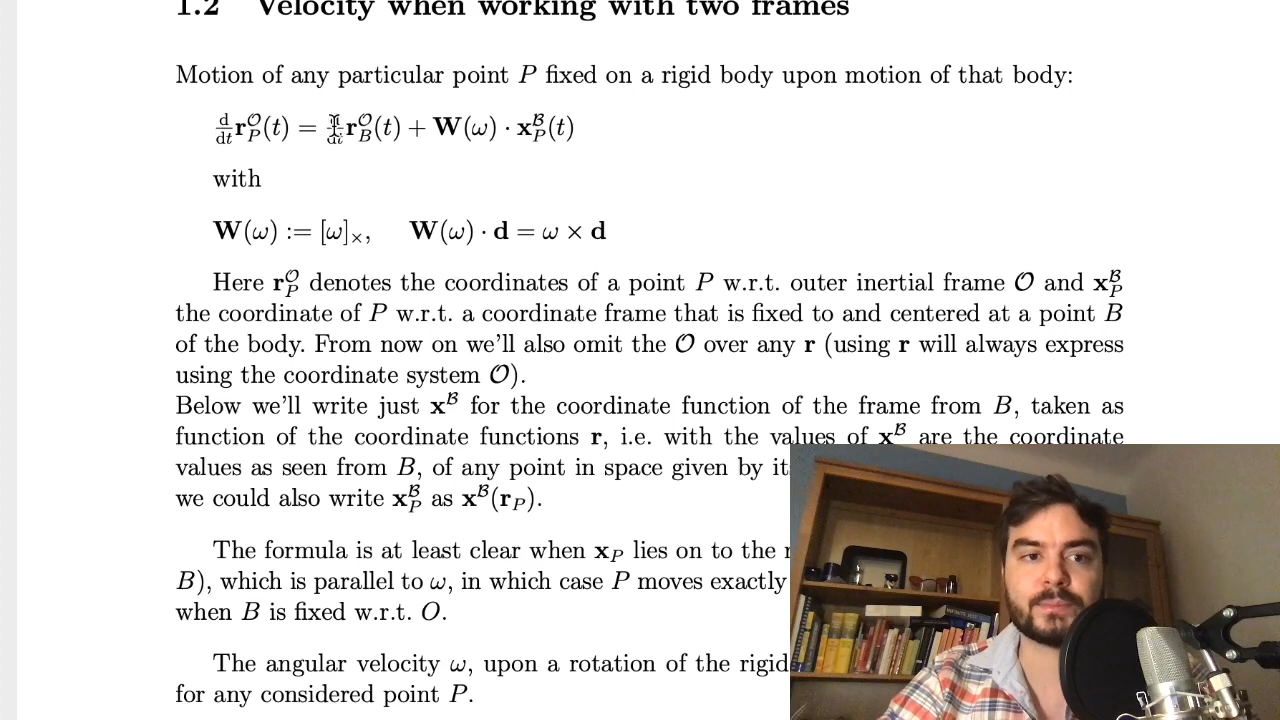 1.2 Velocity when working with two frames
Motion of any particular point P fixed on a rigid body upon motion of that body:
d/dt r_P^𝒪(t) = d/dt r_B^𝒪(t) + W(ω) · x_P^ℬ(t)
with
W(ω) := [ω]_×, W(ω) · d = ω × d
Here r_P^𝒪 denotes the coordinates of a point P w.r.t. outer inertial frame 𝒪 and x_P^ℬ
the coordinate of P w.r.t. a coordinate frame that is fixed to and centered at a point B
of the body. From now on we'll also omit the 𝒪 over any r (using r will always express
using the coordinate system 𝒪).
Below we'll write just x^ℬ for the coordinate function of the frame from B, taken as
function of the coordinate functions r, i.e. with the values of x^ℬ are the coordinate
values as seen from B, of any point in space given by
we could also write x_P^ℬ as x^ℬ(r_P).
The formula is at least clear when x_P lies on to the
B), which is parallel to ω, in which case P moves exactly
when B is fixed w.r.t. O.
The angular velocity ω, upon a rotation of the rigid
for any considered point P.